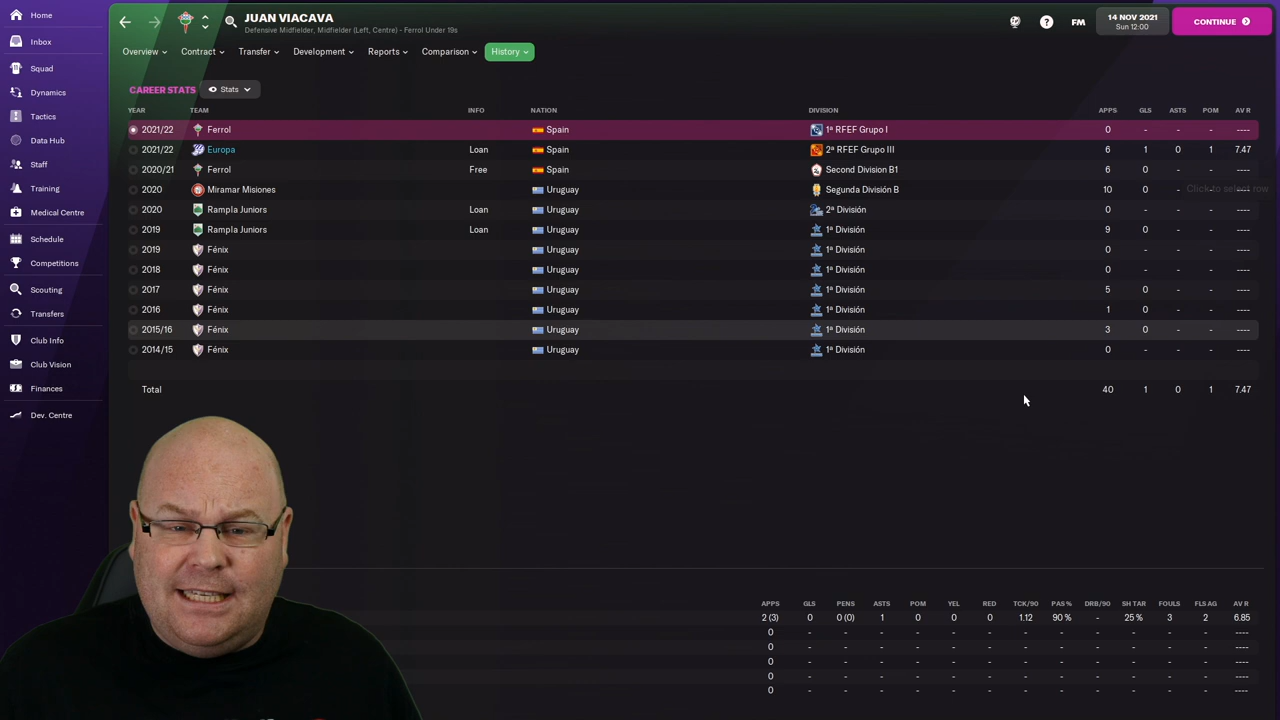 Home
Inbox
Squad
Dynamics
Tactics
Data Hub
Staff
Training
Medical Centre
Schedule
Competitions
Scouting
Transfers
Club Info
Club Vision
Finances
Dev. Centre
JUAN VIACAVA
Defensive Midfielder, Midfielder (Left, Centre) - Ferrol Under 19s
? FM 14 NOV 2021 CONTINUE
Sun 12:00
Overview Contract Transfer Development Reports Comparison History
CAREER STATS Stats
YEAR TEAM INFO NATION DIVISION APPS GLS ASTS POM AV R
2021/22 Ferrol Spain 1ª RFEF Grupo I 0 - - - ----
2021/22 Europa Loan Spain 2ª RFEF Grupo III 6 1 0 1 7.47
2020/21 Ferrol Free Spain Second Division B1 6 0 - - ----
2020 Miramar Misiones Uruguay Segunda División B 10 0 - - ----
Click to select row
2020 Rampla Juniors Loan Uruguay 2ª División 0 - - - ----
2019 Rampla Juniors Loan Uruguay 1ª División 9 0 - - ----
2019 Fénix Uruguay 1ª División 0 - - - ----
2018 Fénix Uruguay 1ª División 0 - - - ----
2017 Fénix Uruguay 1ª División 5 0 - - ----
2016 Fénix Uruguay 1ª División 1 0 - - ----
2015/16 Fénix Uruguay 1ª División 3 0 - - ----
2014/15 Fénix Uruguay 1ª División 0 - - - ----
Total 40 1 0 1 7.47
APPS GLS PENS ASTS POM YEL RED TCK/90 PAS % DRB/90 SH TAR FOULS FLS AG AV R
2 (3) 0 0 (0) 1 0 0 0 1.12 90 % - 25 % 3 2 6.85
0 - - - - - - - - - - - - ----
0 - - - - - - - - - - - - ----
0 - - - - - - - - - - - - ----
0 - - - - - - - - - - - - ----
0 - - - - - - - - - - - - ----